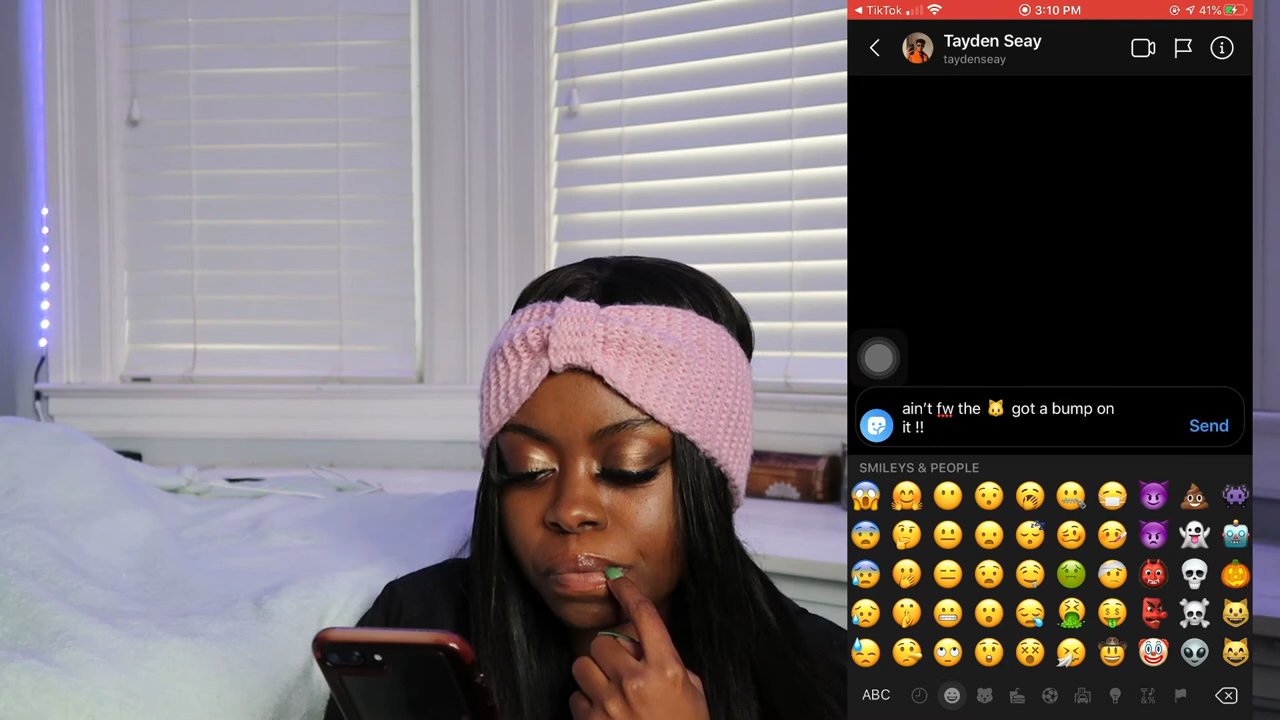 TikTok 3:10 PM 41%
Tayden Seay
taydenseay
ain't fw the 🐱 got a bump on
it !!
Send
SMILEYS & PEOPLE
ABC